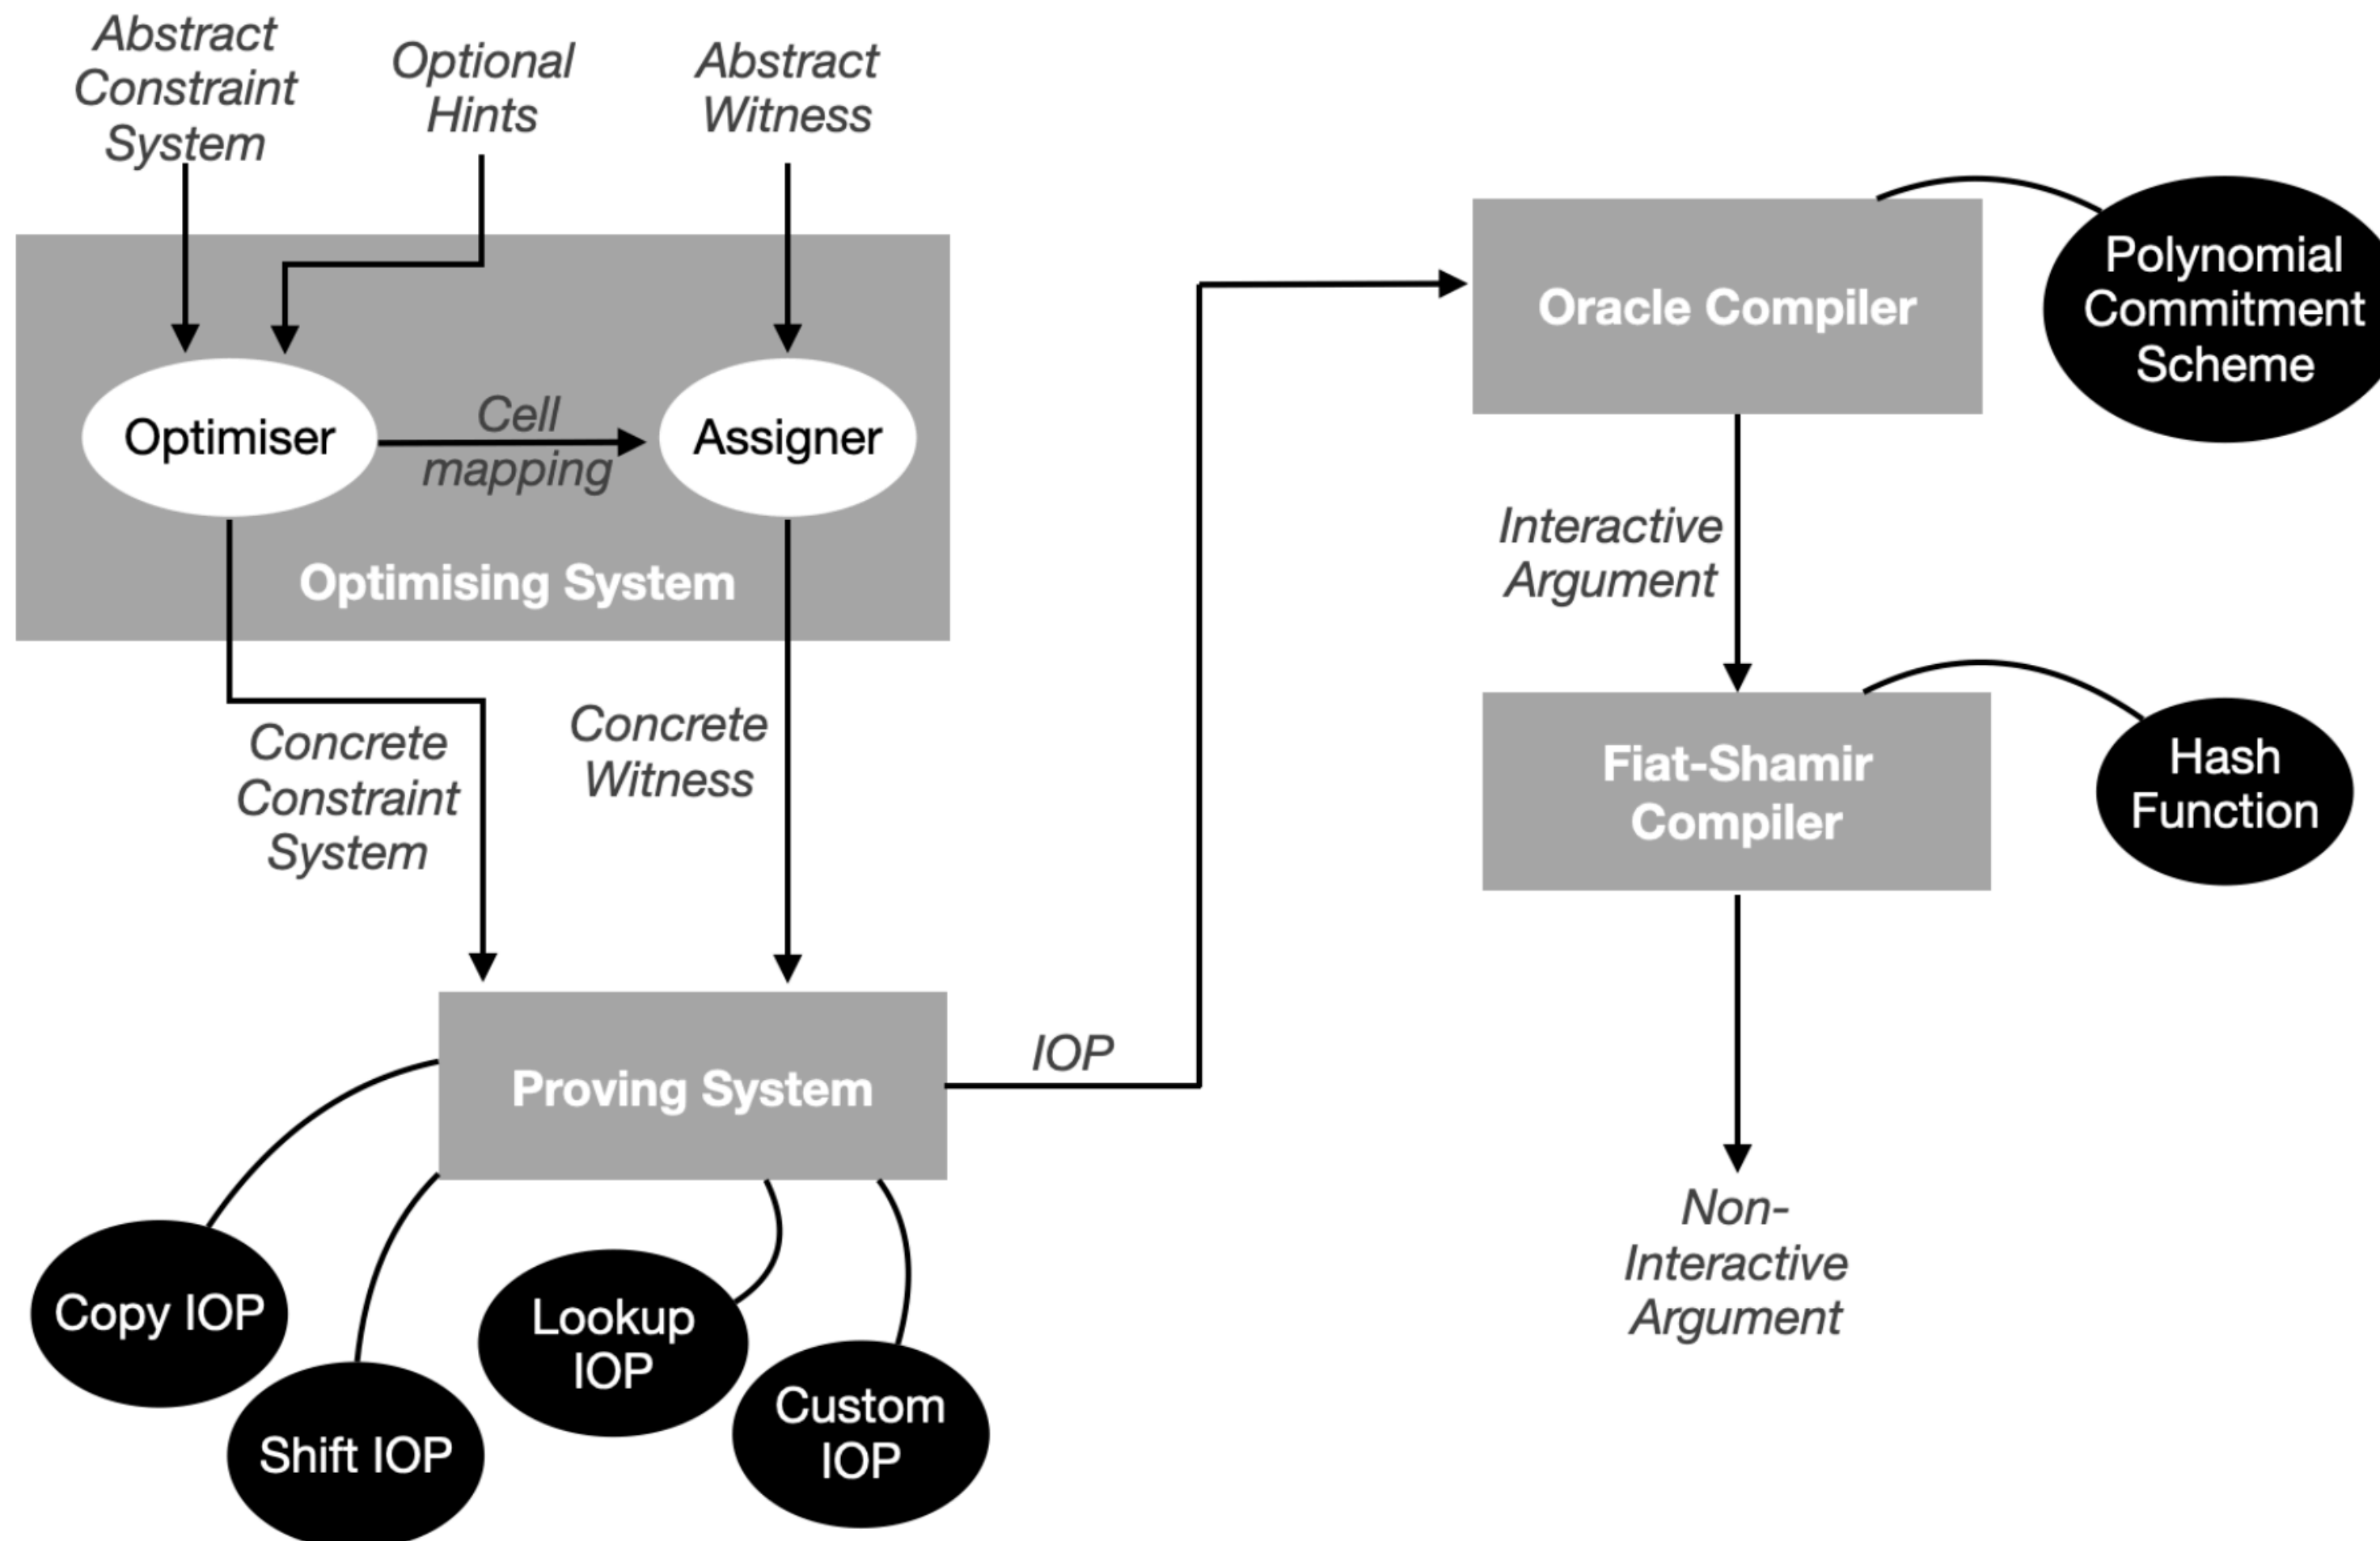 Abstract
Constraint
System
Optional
Hints
Abstract
Witness
Optimiser
Cell
mapping
Assigner
Optimising System
Concrete
Constraint
System
Concrete
Witness
Proving System
IOP
Copy IOP
Shift IOP
Lookup
IOP
Custom
IOP
Oracle Compiler
Polynomial
Commitment
Scheme
Interactive
Argument
Fiat-Shamir
Compiler
Hash
Function
Non-
Interactive
Argument